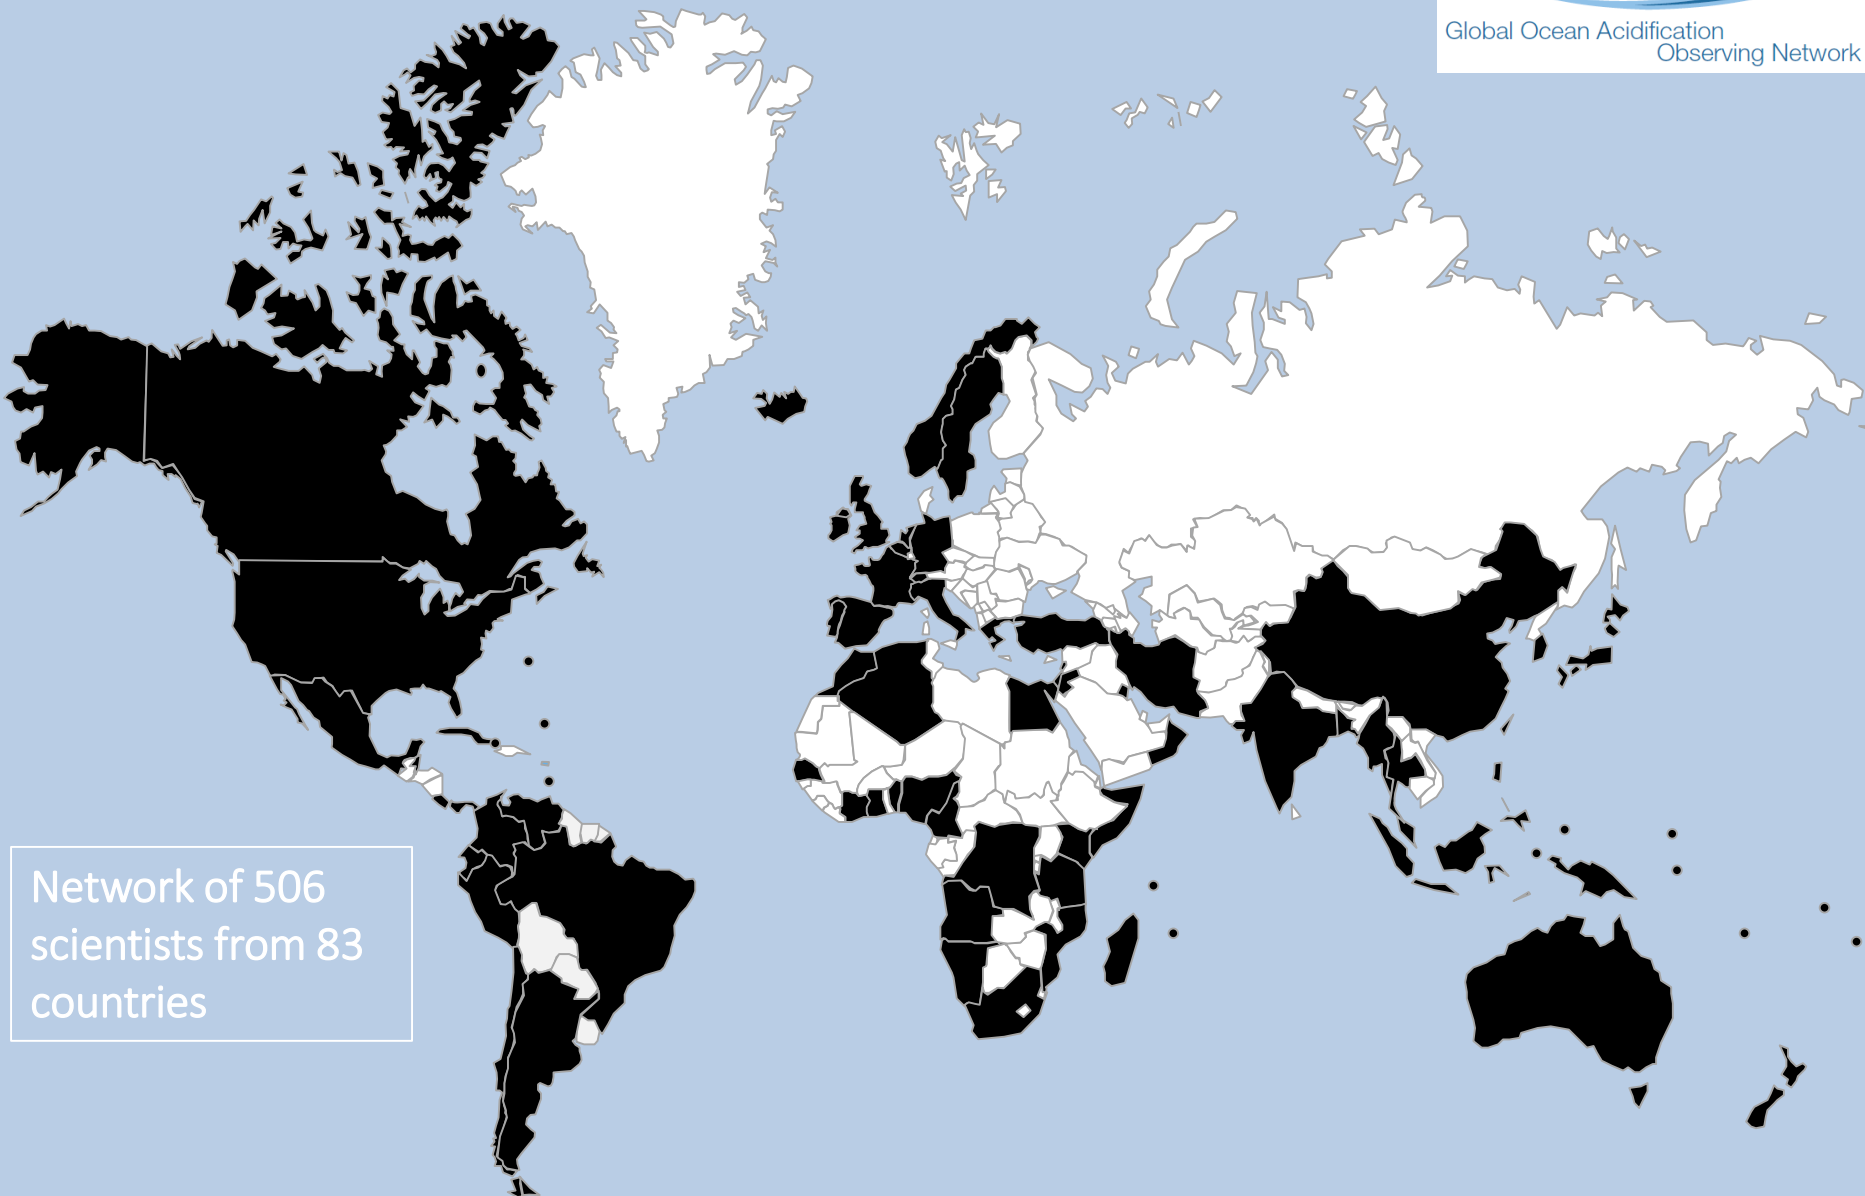 Global Ocean Acidification
Observing Network
Network of 506
scientists from 83
countries